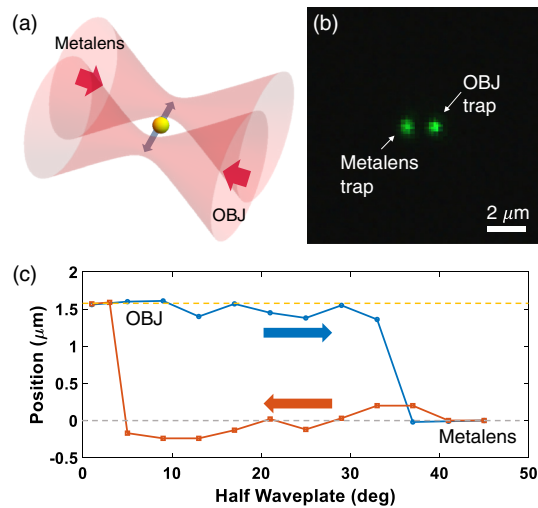 (a)
Metalens
OBJ
(b)
OBJ
trap
Metalens
trap
2 μm
(c)
2
1.5
1
0.5
0
-0.5
Position (μm)
OBJ
Metalens
0
10
20
30
40
50
Half Waveplate (deg)